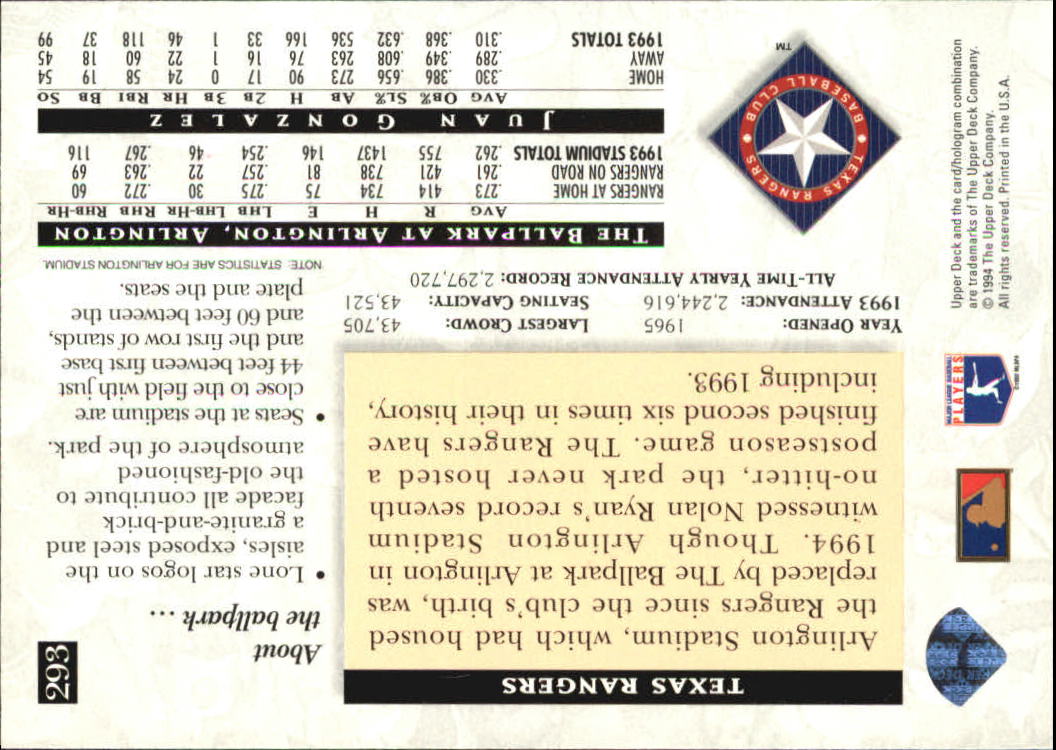 293
TEXAS RANGERS
Arlington Stadium, which had housed
the Rangers since the club's birth, was
replaced by The Ballpark at Arlington in
1994. Though Arlington Stadium
witnessed Nolan Ryan's record seventh
no-hitter, the park never hosted a
postseason game. The Rangers have
finished second six times in their history,
including 1993.
About
the ballpark ...
• Lone star logos on the
aisles, exposed steel and
a granite-and-brick
facade all contribute to
the old-fashioned
atmosphere of the park.
• Seats at the stadium are
close to the field with just
44 feet between first base
and the first row of stands,
and 60 feet between the
plate and the seats.
NOTE: STATISTICS ARE FOR ARLINGTON STADIUM.
YEAR OPENED: 1965 LARGEST CROWD: 43,705
1993 ATTENDANCE: 2,244,616 SEATING CAPACITY: 43,521
ALL-TIME YEARLY ATTENDANCE RECORD: 2,297,720
THE BALLPARK AT ARLINGTON, ARLINGTON
AVG R H E LHB LHB-HR RHB RHB-HR
RANGERS AT HOME .273 414 734 75 .275 30 .272 60
RANGERS ON ROAD .261 421 738 81 .257 22 .263 69
1993 STADIUM TOTALS .262 755 1437 146 .254 46 .267 116
JUAN GONZALEZ
AVG OB% SL% AB H 2B 3B HR RBI BB SO
HOME .330 .386 .656 273 90 17 0 24 58 19 54
AWAY .289 .349 .608 263 76 16 1 22 60 18 45
1993 TOTALS .310 .368 .632 536 166 33 1 46 118 37 99
TEXAS RANGERS
BASEBALL CLUB
TM
MAJOR LEAGUE BASEBALL
PLAYERS
Upper Deck and the card/hologram combination
are trademarks of The Upper Deck Company.
© 1994 The Upper Deck Company.
All rights reserved. Printed in the U.S.A.